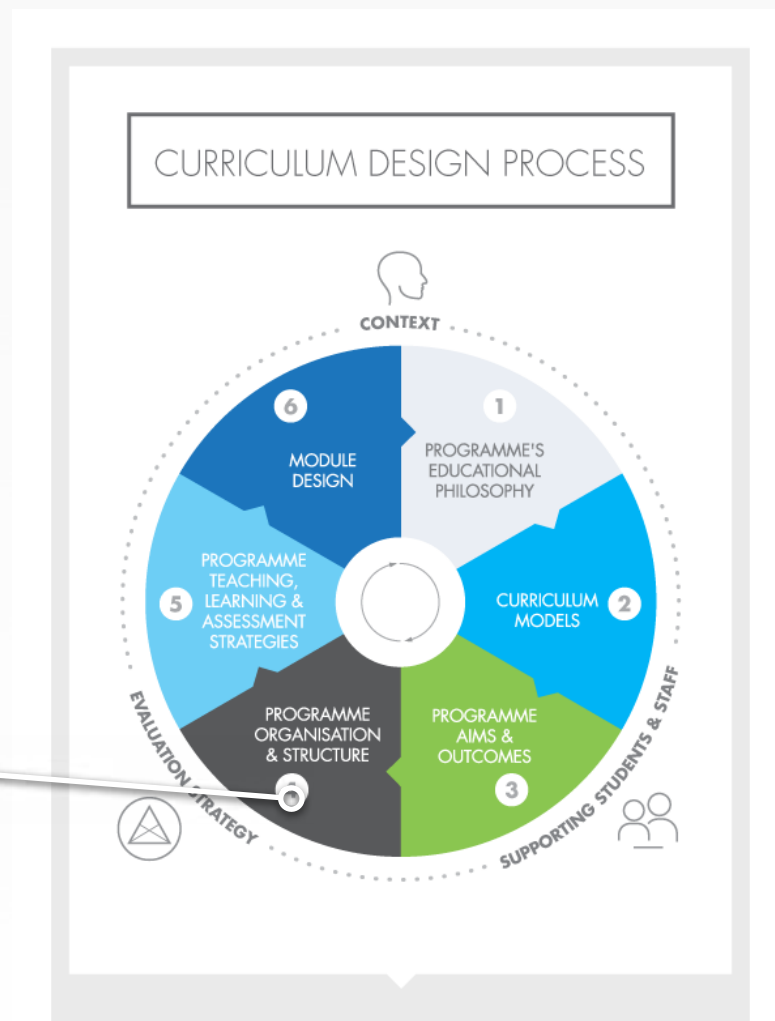 CURRICULUM DESIGN PROCESS
CONTEXT
6
MODULE
DESIGN
1
PROGRAMME'S
EDUCATIONAL
PHILOSOPHY
5
PROGRAMME
TEACHING,
LEARNING &
ASSESSMENT
STRATEGIES
CURRICULUM
MODELS
2
PROGRAMME
ORGANISATION
& STRUCTURE
PROGRAMME
AIMS &
OUTCOMES
3
EVALUATION STRATEGY
SUPPORTING STUDENTS & STAFF